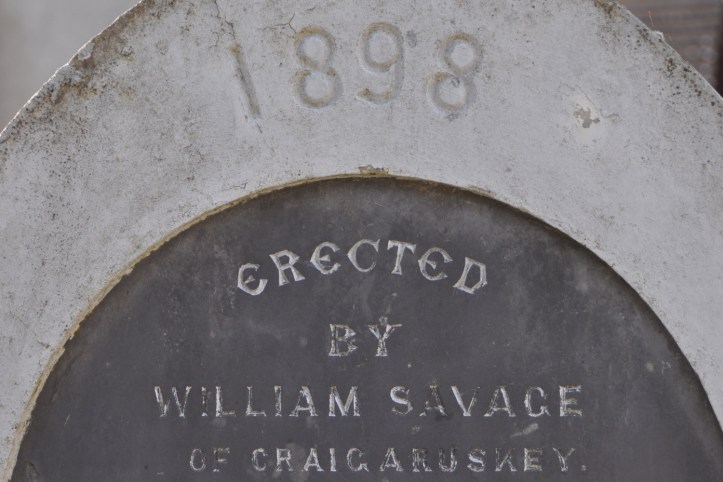 1898
ERECTED
BY
WILLIAM SAVAGE
OF CRAIGARUSKEY.